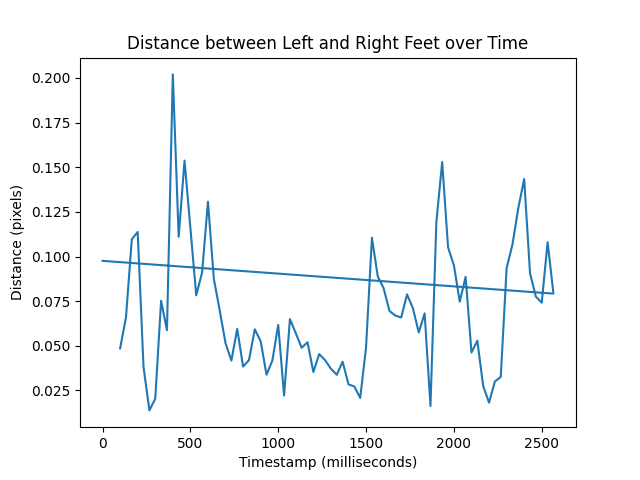 Distance between Left and Right Feet over Time
0.200
0.175
0.150
0.125
0.100
0.075
0.050
0.025
Distance (pixels)
0 500 1000 1500 2000 2500
Timestamp (milliseconds)